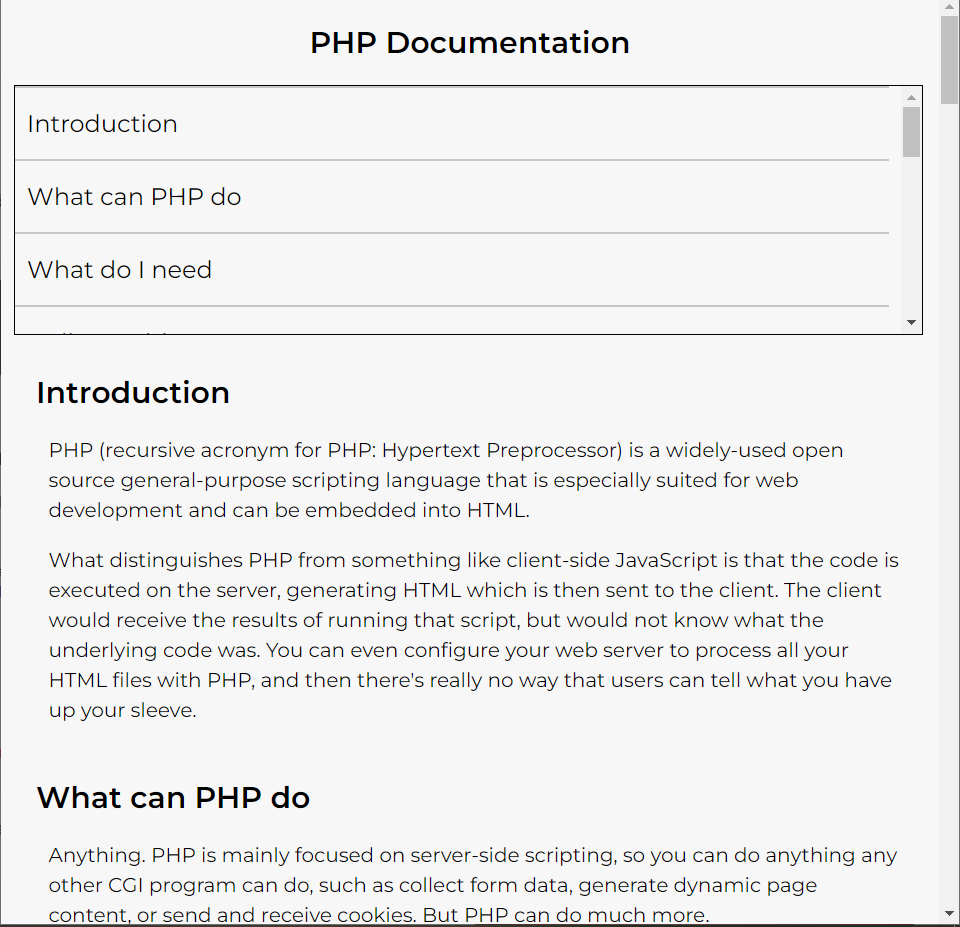 PHP Documentation
Introduction
What can PHP do
What do I need
Introduction
PHP (recursive acronym for PHP: Hypertext Preprocessor) is a widely-used open
source general-purpose scripting language that is especially suited for web
development and can be embedded into HTML.
What distinguishes PHP from something like client-side JavaScript is that the code is
executed on the server, generating HTML which is then sent to the client. The client
would receive the results of running that script, but would not know what the
underlying code was. You can even configure your web server to process all your
HTML files with PHP, and then there's really no way that users can tell what you have
up your sleeve.
What can PHP do
Anything. PHP is mainly focused on server-side scripting, so you can do anything any
other CGI program can do, such as collect form data, generate dynamic page
content, or send and receive cookies. But PHP can do much more.